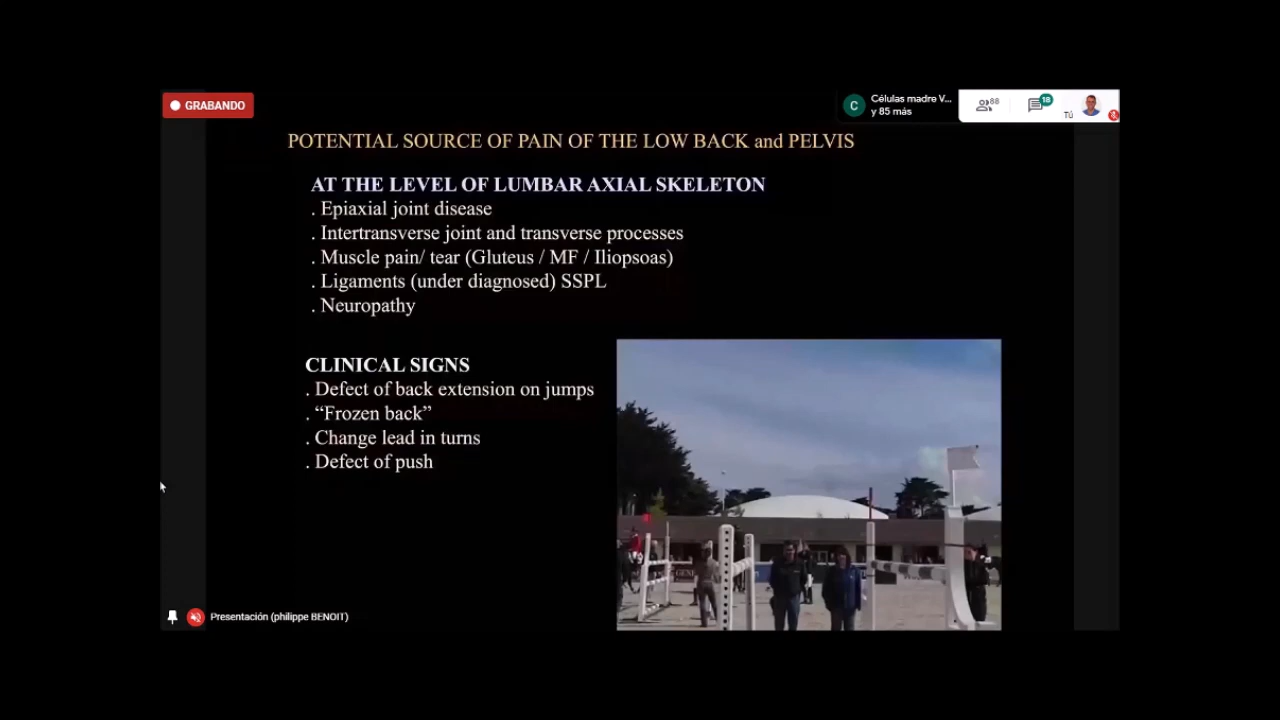 GRABANDO
C
Células madre V...
y 85 más
88
18
Tú
POTENTIAL SOURCE OF PAIN OF THE LOW BACK and PELVIS
AT THE LEVEL OF LUMBAR AXIAL SKELETON
. Epiaxial joint disease
. Intertransverse joint and transverse processes
. Muscle pain/ tear (Gluteus / MF / Iliopsoas)
. Ligaments (under diagnosed) SSPL
. Neuropathy
CLINICAL SIGNS
. Defect of back extension on jumps
. “Frozen back”
. Change lead in turns
. Defect of push
Presentación (philippe BENOIT)